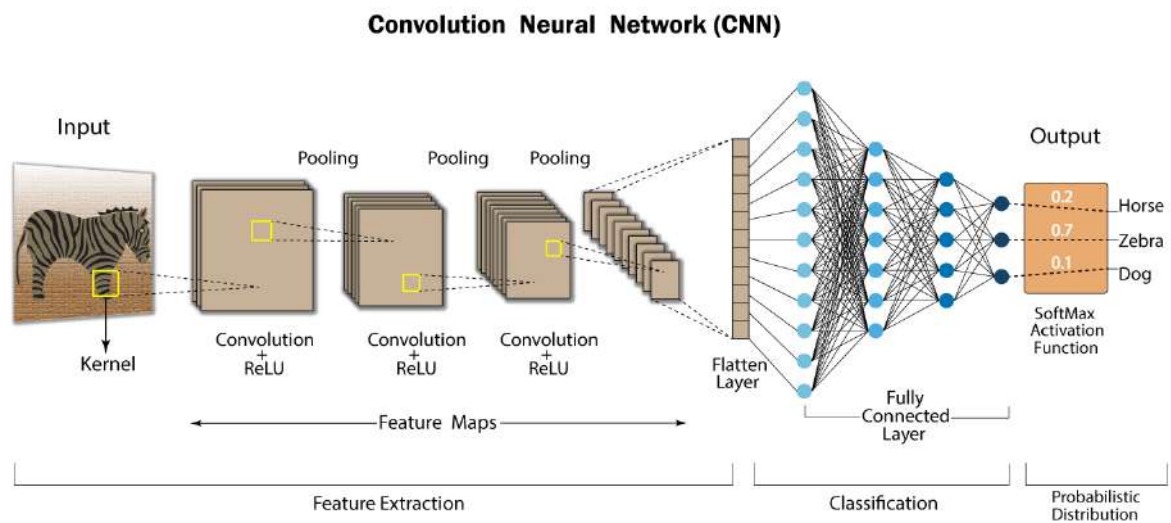 Convolution Neural Network (CNN)
Input
Pooling
Pooling
Pooling
Output
Kernel
Convolution
+
ReLU
Convolution
+
ReLU
Convolution
+
ReLU
Flatten
Layer
0.2
0.7
0.1
Horse
Zebra
Dog
SoftMax
Activation
Function
Feature Maps
Fully
Connected
Layer
Feature Extraction
Classification
Probabilistic
Distribution